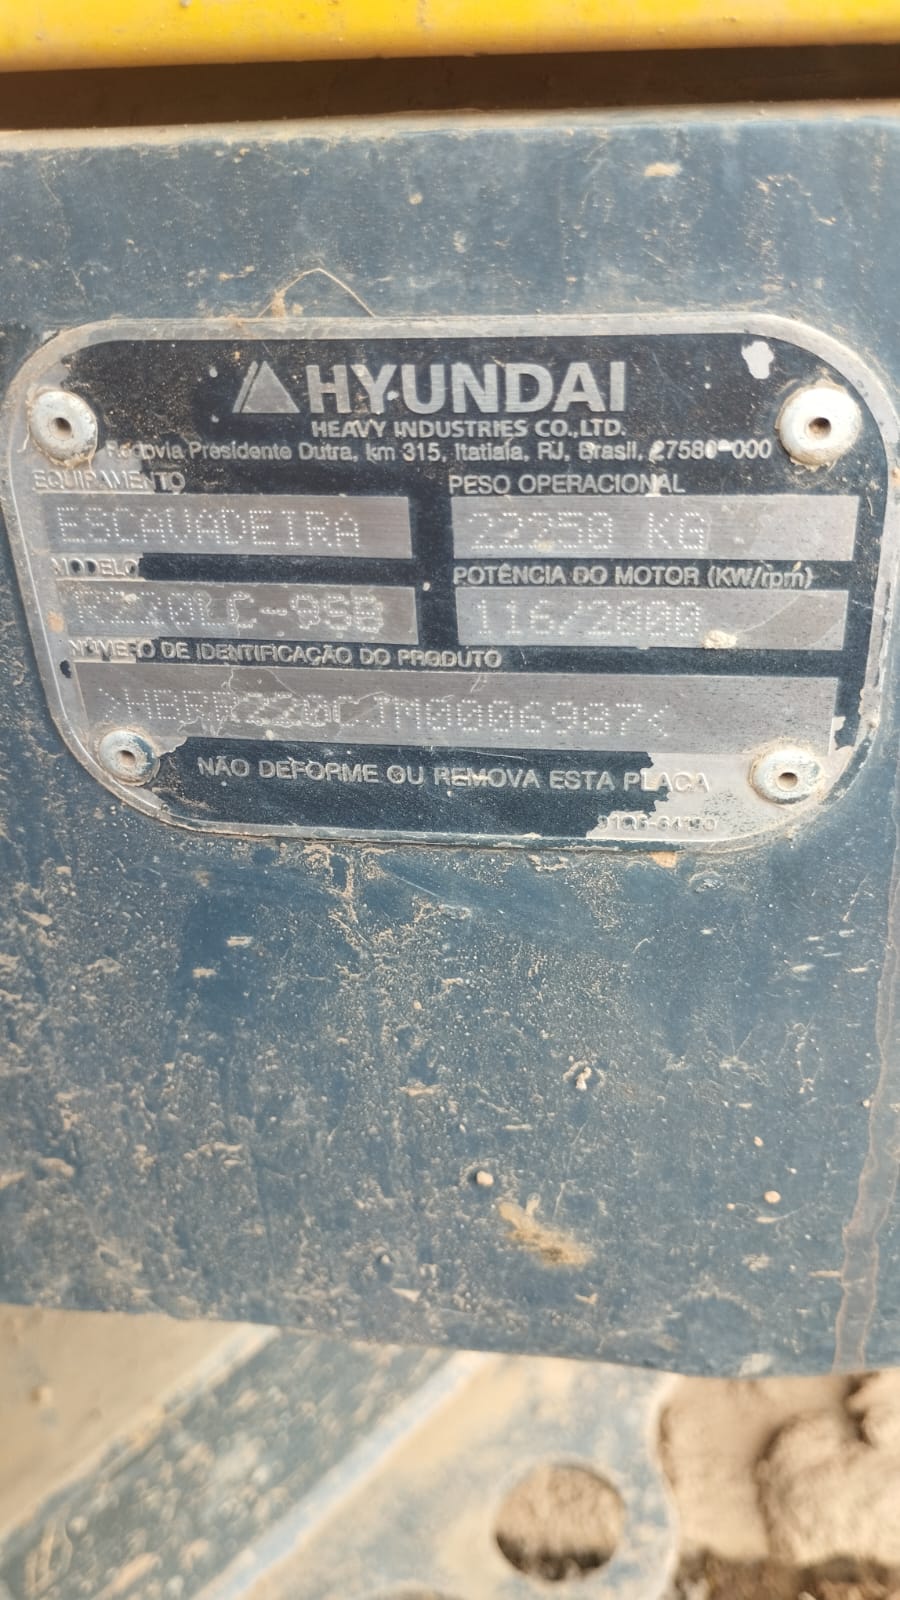 HYUNDAI
HEAVY INDUSTRIES CO.,LTD.
Rodovia Presidente Dutra, km 315, Itatiaia, RJ, Brasil, 27580-000
EQUIPAMENTO PESO OPERACIONAL
ESCAVADEIRA 22250 KG
MODELO POTÊNCIA DO MOTOR (KW/rpm)
R220LC-9SB 116/2000
NÚMERO DE IDENTIFICAÇÃO DO PRODUTO
NÃO DEFORME OU REMOVA ESTA PLACA